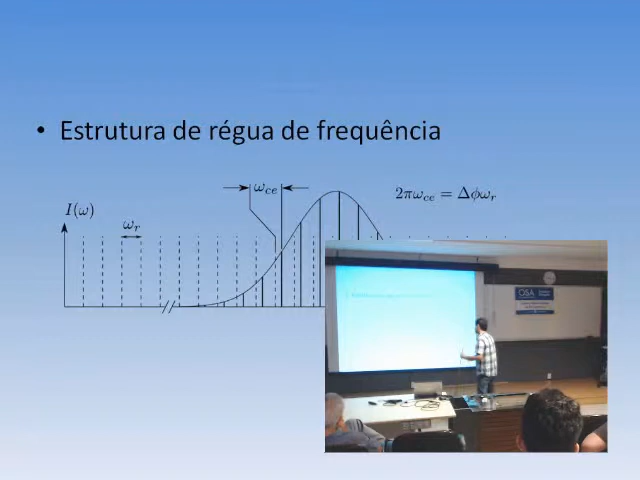 • Estrutura de régua de frequência
ω_ce
2πω_ce = Δφω_r
I(ω)
ω_r
OSA